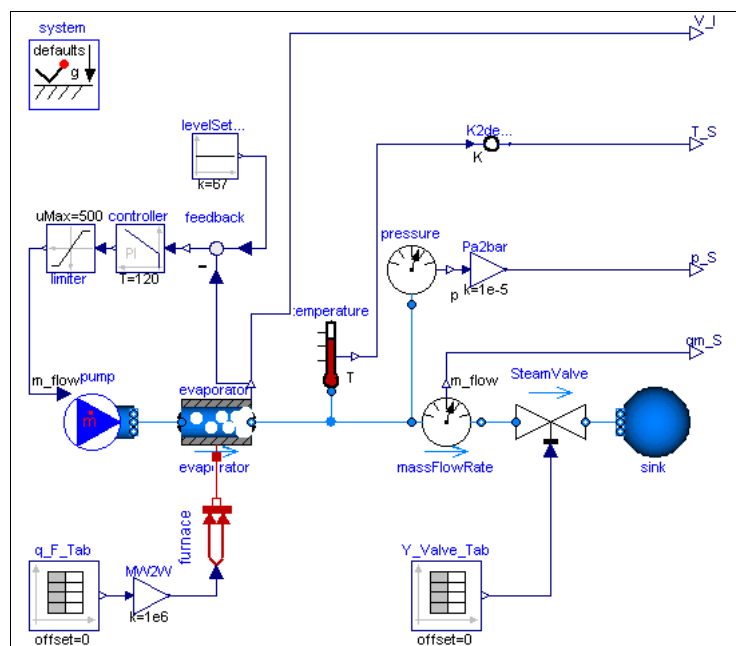 system
defaults
g
V_l
levelSet...
k=67
K2de...
K
T_S
uMax=500
controller
feedback
PI
limiter
T=120
–
pressure
Pa2bar
p
k=1e-5
p_S
temperature
T
qm_S
m_flow
pump
m
evaporator
evaporator
m_flow
massFlowRate
SteamValve
sink
furnace
q_F_Tab
offset=0
MW2W
k=1e6
Y_Valve_Tab
offset=0